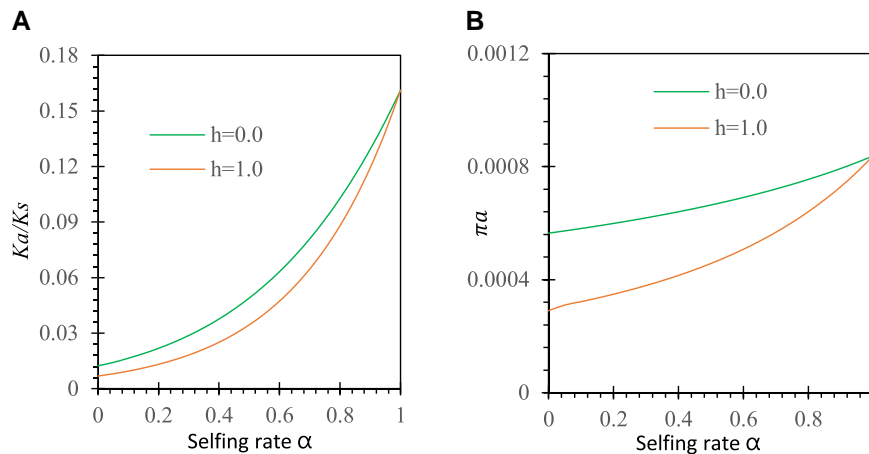 A
0.18
0.15
0.12
0.09
0.06
0.03
0
Ka/Ks
h=0.0
h=1.0
0
0.2
0.4
0.6
0.8
1
Selfing rate α
B
0.0012
0.0008
0.0004
0
πa
h=0.0
h=1.0
0
0.2
0.4
0.6
0.8
Selfing rate α